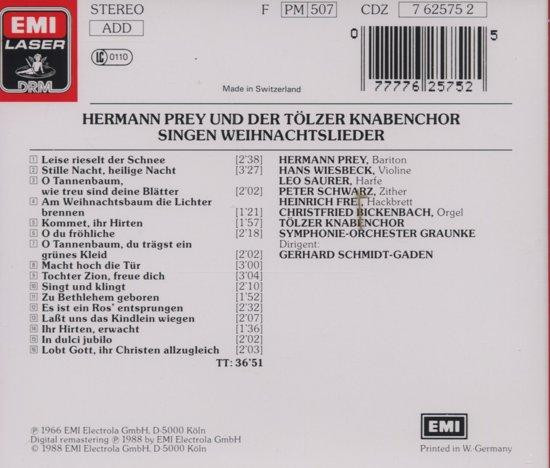 EMI
LASER
DRM
STEREO
ADD
LC 0110
F PM 507 CDZ 7 62575 2
0 77776 25752 5
Made in Switzerland
HERMANN PREY UND DER TÖLZER KNABENCHOR
SINGEN WEIHNACHTSLIEDER
1 Leise rieselt der Schnee [2'38]
2 Stille Nacht, heilige Nacht [3'27]
3 O Tannenbaum,
wie treu sind deine Blätter [2'02]
4 Am Weihnachtsbaum die Lichter
brennen [1'21]
5 Kommet, ihr Hirten [1'57]
6 O du fröhliche [2'18]
7 O Tannenbaum, du trägst ein
grünes Kleid [2'02]
8 Macht hoch die Tür [3'00]
9 Tochter Zion, freue dich [3'04]
10 Singt und klingt [2'10]
11 Zu Bethlehem geboren [1'52]
12 Es ist ein Ros' entsprungen [2'32]
13 Laßt uns das Kindlein wiegen [2'07]
14 Ihr Hirten, erwacht [1'36]
15 In dulci jubilo [2'02]
16 Lobt Gott, ihr Christen allzugleich [2'03]
TT: 36'51
HERMANN PREY, Bariton
HANS WIESBECK, Violine
LEO SAURER, Harfe
PETER SCHWARZ, Zither
HEINRICH FREI, Hackbrett
CHRISTFRIED BICKENBACH, Orgel
TÖLZER KNABENCHOR
SYMPHONIE-ORCHESTER GRAUNKE
Dirigent:
GERHARD SCHMIDT-GADEN
℗ 1966 EMI Electrola GmbH, D-5000 Köln
Digital remastering ℗ 1988 by EMI Electrola GmbH
© 1988 EMI Electrola GmbH, D-5000 Köln
EMI
Printed in W.-Germany